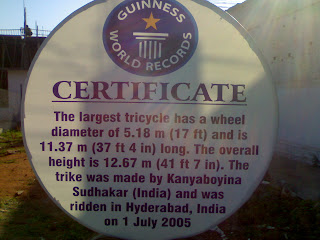 GUINNESS
WORLD RECORDS
CERTIFICATE
The largest tricycle has a wheel
diameter of 5.18 m (17 ft) and is
11.37 m (37 ft 4 in) long. The overall
height is 12.67 m (41 ft 7 in). The
trike was made by Kanyaboyina
Sudhakar (India) and was
ridden in Hyderabad, India
on 1 July 2005